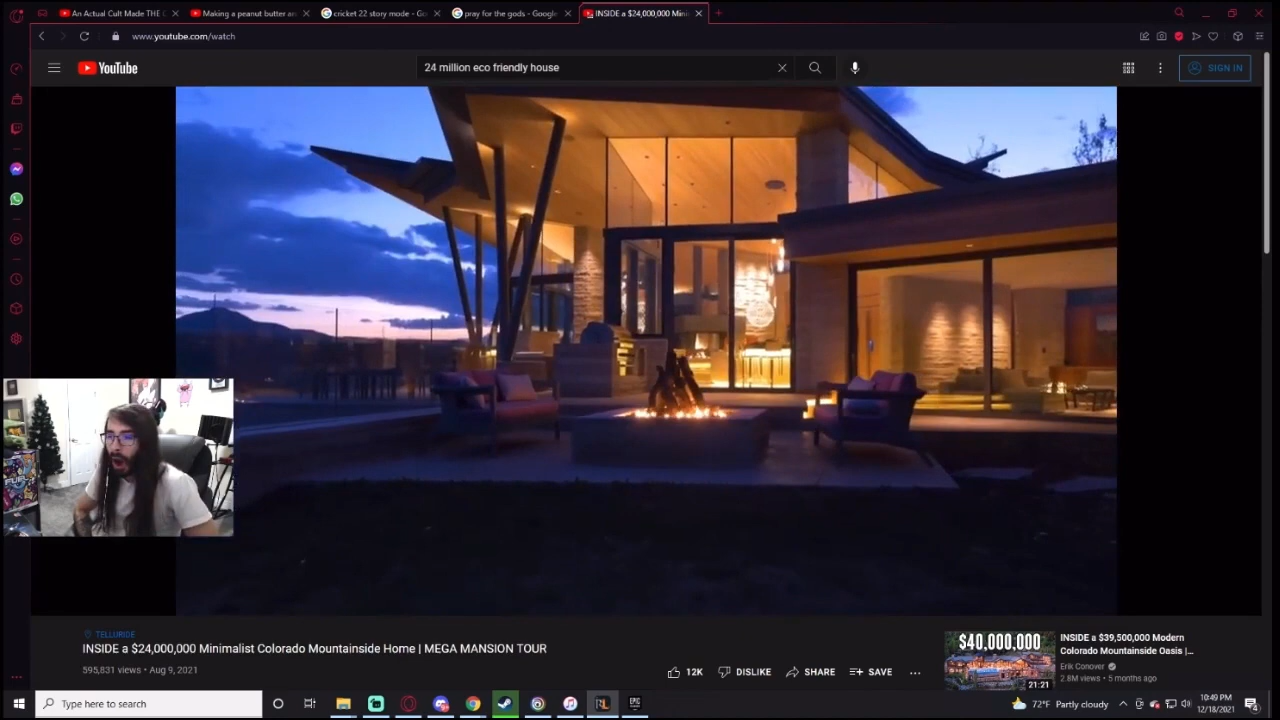 An Actual Cult Made THE C
Making a peanut butter an
cricket 22 story mode - Go
pray for the gods - Google
INSIDE a $24,000,000 Mini
www.youtube.com/watch
YouTube
24 million eco friendly house
SIGN IN
TELLURIDE
INSIDE a $24,000,000 Minimalist Colorado Mountainside Home | MEGA MANSION TOUR
595,831 views • Aug 9, 2021
12K
DISLIKE
SHARE
SAVE
$40,000,000
21:21
INSIDE a $39,500,000 Modern
Colorado Mountainside Oasis |...
Erik Conover
2.8M views • 5 months ago
Type here to search
72°F Partly cloudy
10:49 PM
12/18/2021